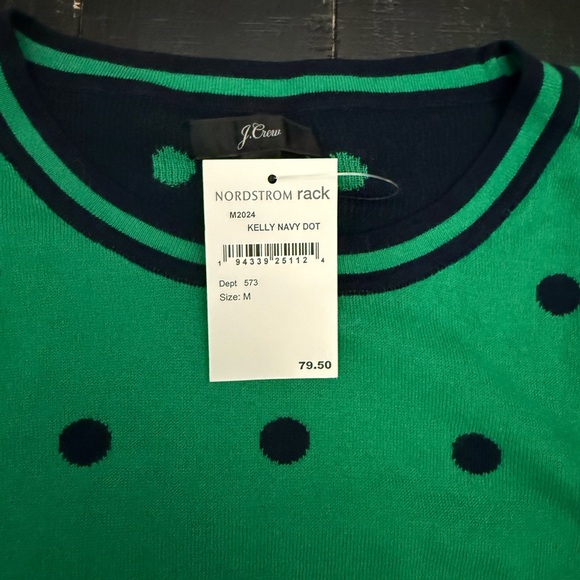 J.Crew
NORDSTROM rack
M2024
KELLY NAVY DOT
1 94339 25112 4
Dept 573
Size: M
79.50